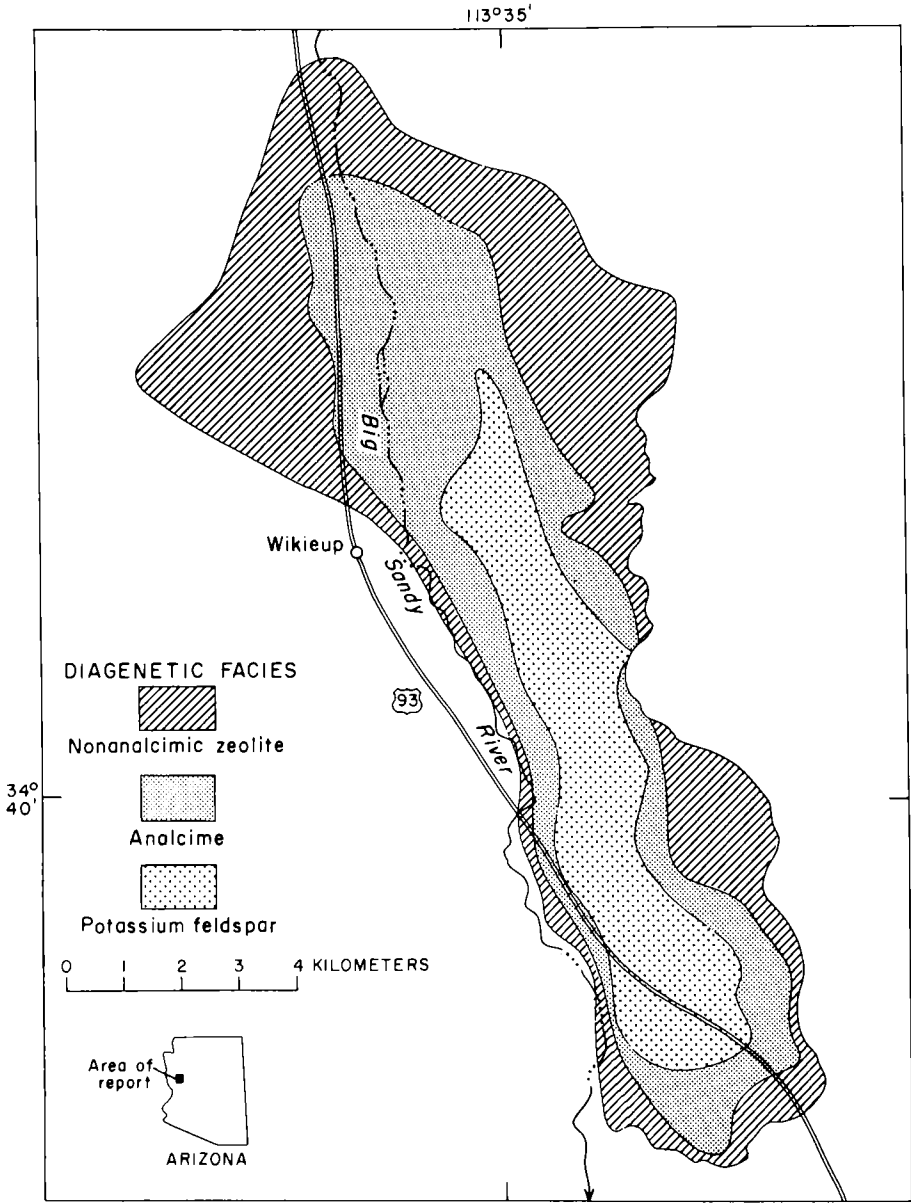 113°35'
Big
Wikieup
Sandy
93
River
34°
40'
DIAGENETIC FACIES
Nonanalcimic zeolite
Analcime
Potassium feldspar
0 1 2 3 4 KILOMETERS
Area of
report
ARIZONA